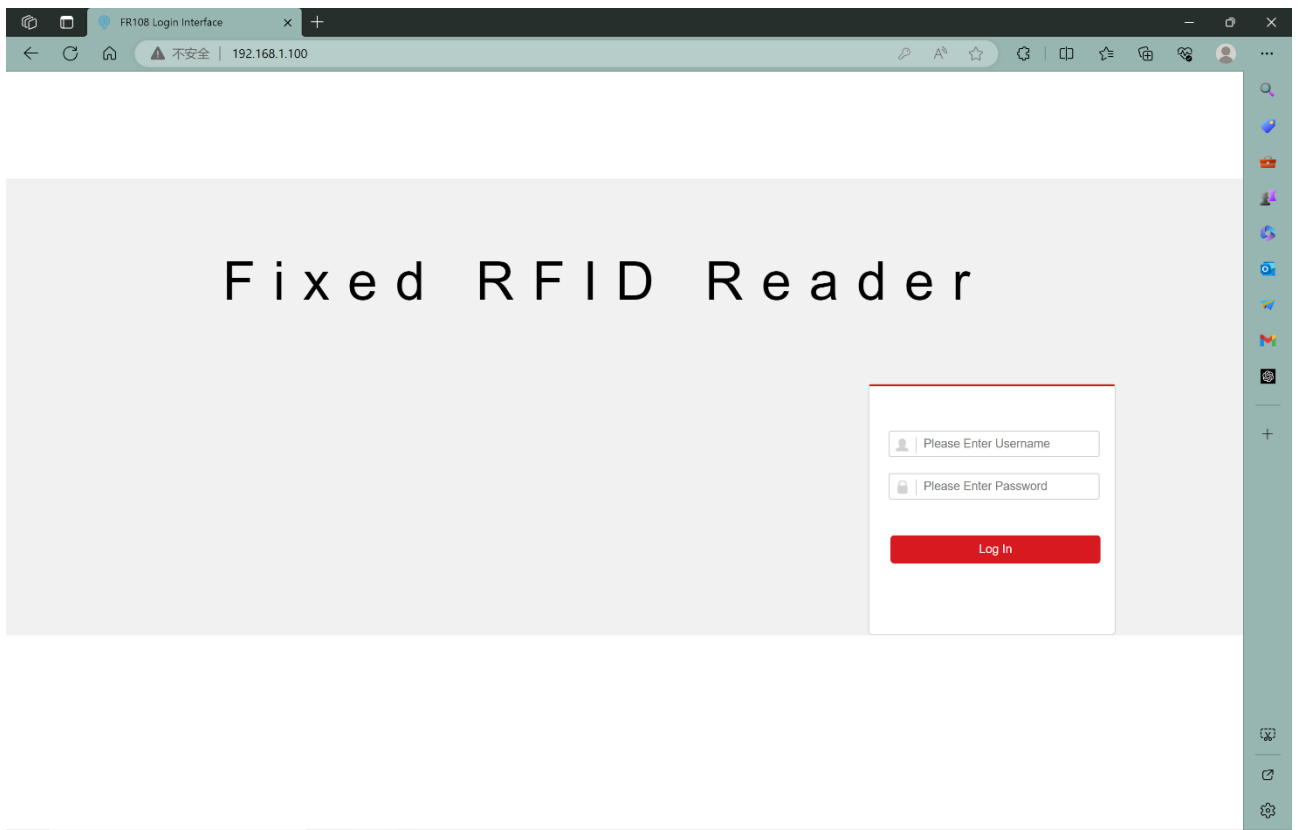 FR108 Login Interface
不安全 192.168.1.100
Fixed RFID Reader
Please Enter Username
Please Enter Password
Log In